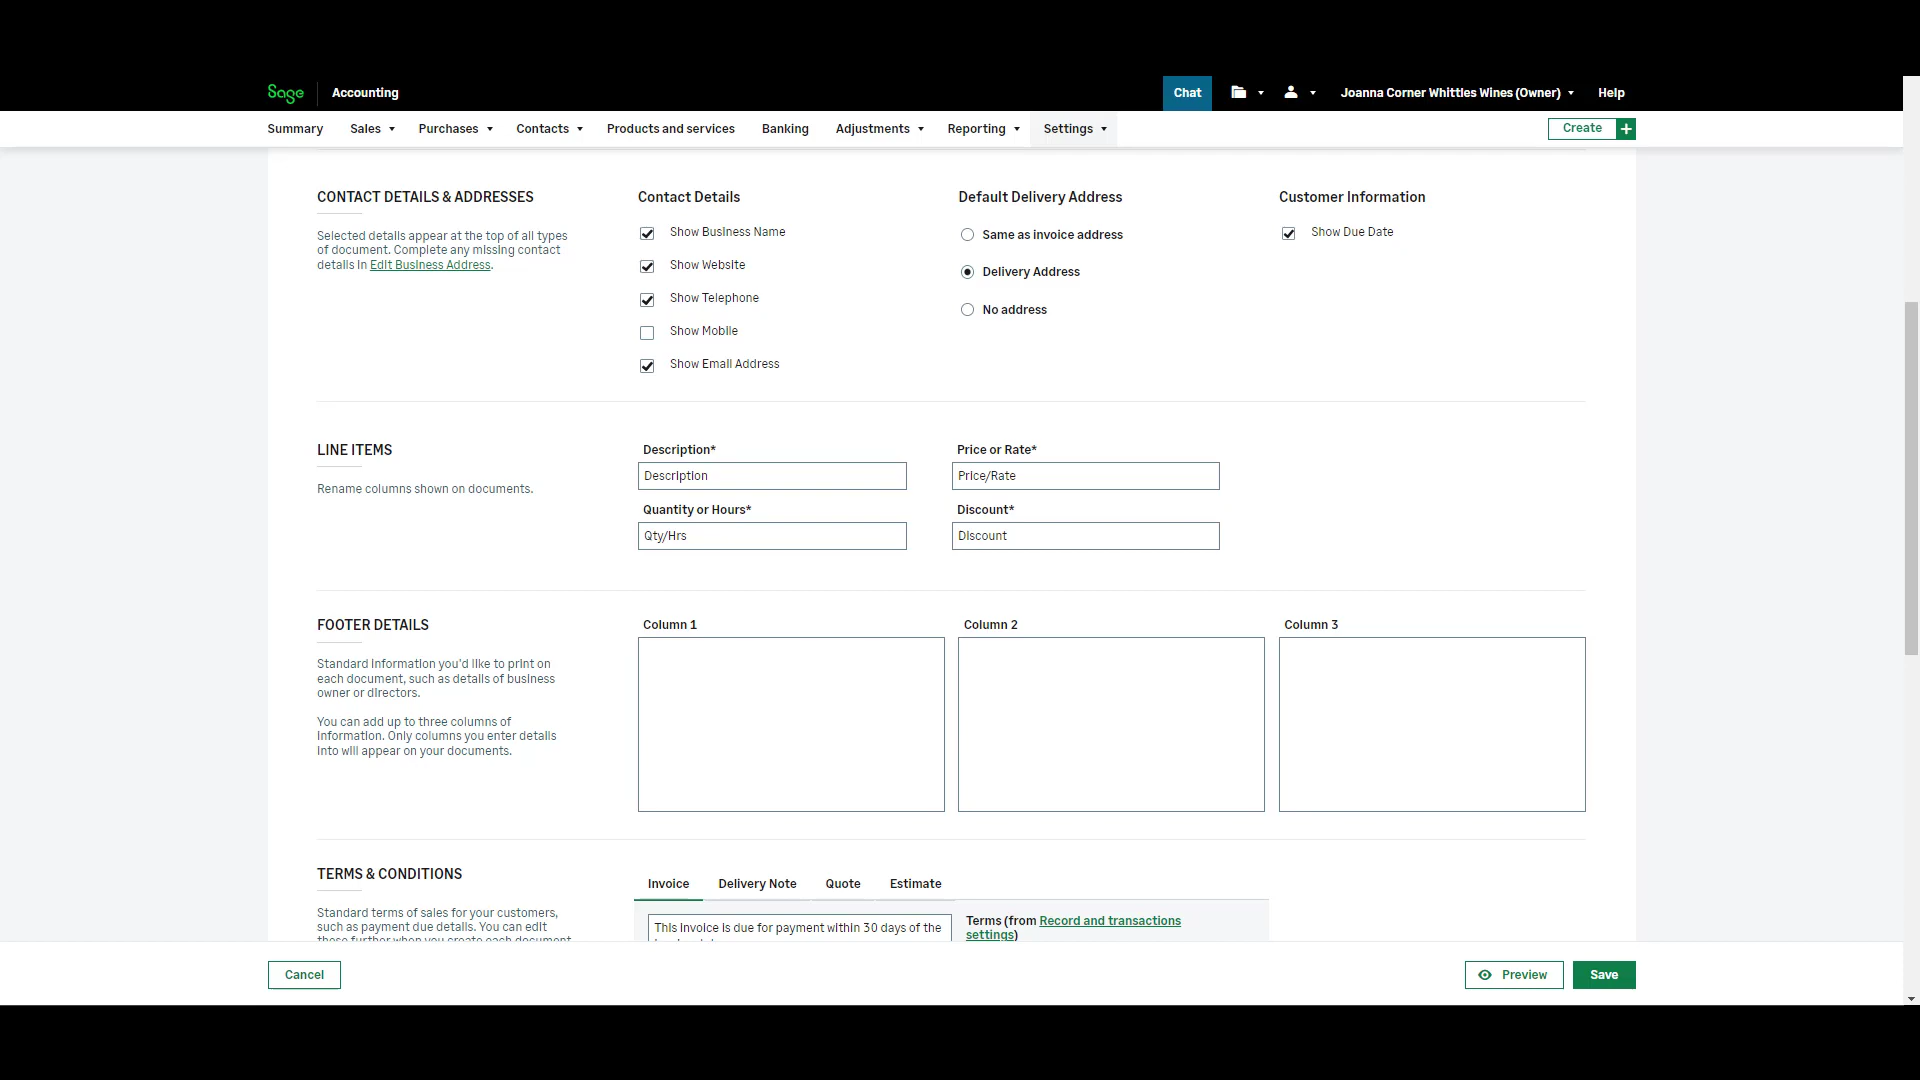 Sage Accounting Chat Joanna Corner Whittles Wines (Owner) Help
Summary Sales Purchases Contacts Products and services Banking Adjustments Reporting Settings Create +
CONTACT DETAILS & ADDRESSES
Selected details appear at the top of all types
of document. Complete any missing contact
details in Edit Business Address.
Contact Details
Show Business Name
Show Website
Show Telephone
Show Mobile
Show Email Address
Default Delivery Address
Same as invoice address
Delivery Address
No address
Customer Information
Show Due Date
LINE ITEMS
Rename columns shown on documents.
Description*
Description
Price or Rate*
Price/Rate
Quantity or Hours*
Qty/Hrs
Discount*
Discount
FOOTER DETAILS
Standard information you'd like to print on
each document, such as details of business
owner or directors.
You can add up to three columns of
information. Only columns you enter details
into will appear on your documents.
Column 1
Column 2
Column 3
TERMS & CONDITIONS
Standard terms of sales for your customers,
such as payment due details. You can edit
these further when you create each document
Invoice Delivery Note Quote Estimate
This invoice is due for payment within 30 days of the
Terms (from Record and transactions
settings)
Cancel Preview Save